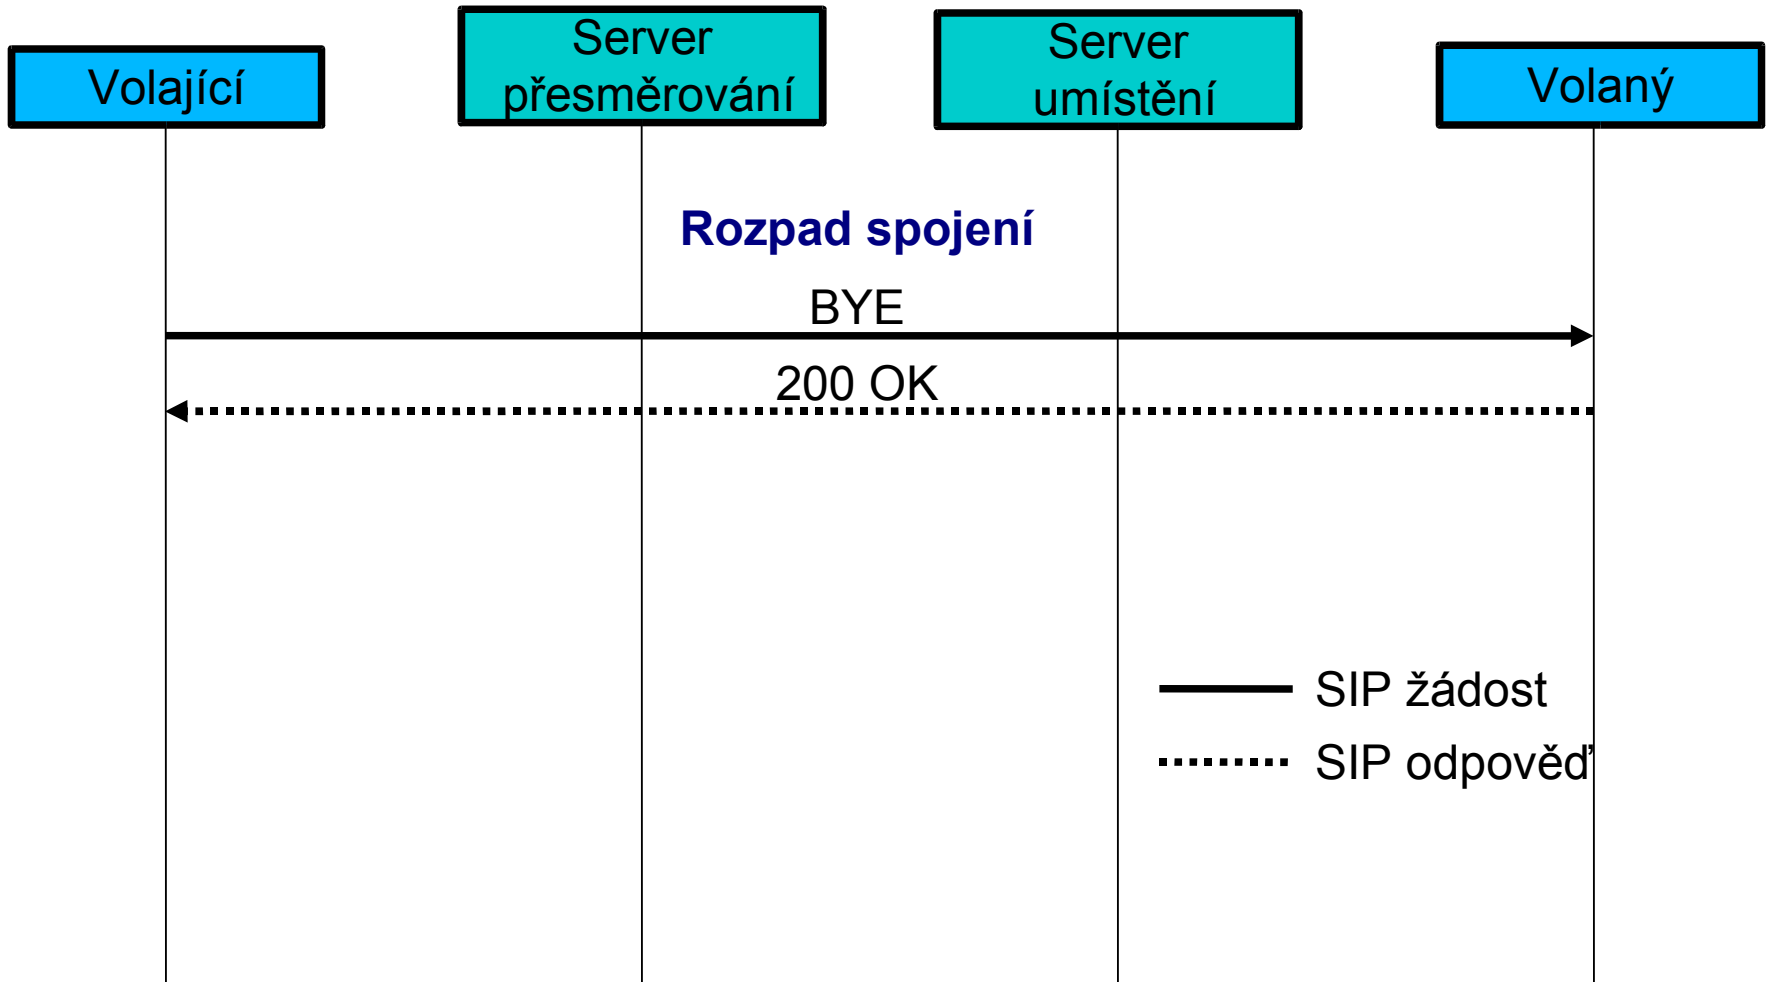 Volající
Server
přesměrování
Server
umístění
Volaný
Rozpad spojení
BYE
200 OK
SIP žádost
SIP odpověď